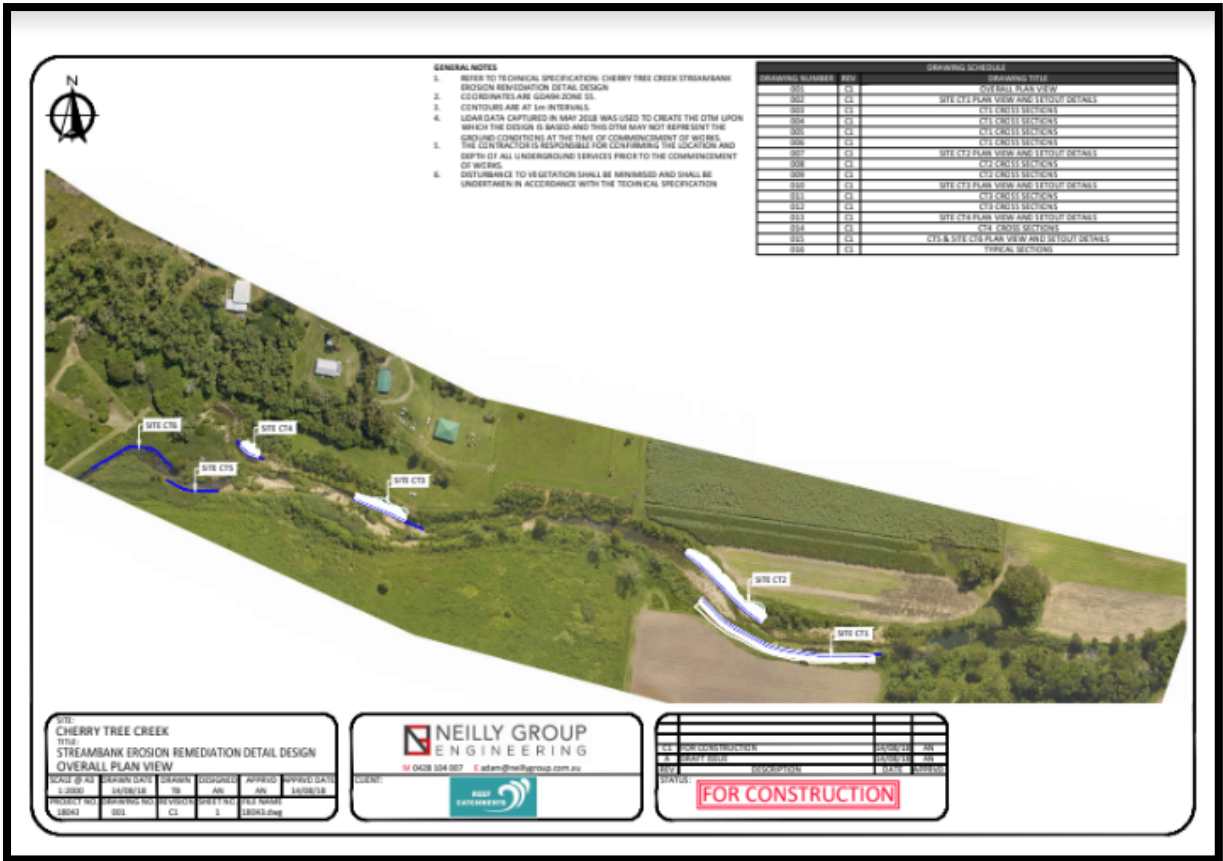 N
GENERAL NOTES
1. REFER TO TECHNICAL SPECIFICATION: CHERRY TREE CREEK STREAMBANK
EROSION REMEDIATION DETAIL DESIGN
2. COORDINATES ARE GDA94 ZONE 55.
3. CONTOURS ARE AT 1m INTERVALS.
4. LIDAR DATA CAPTURED IN MAY 2018 WAS USED TO CREATE THE DTM UPON
WHICH THE DESIGN IS BASED AND THIS DTM MAY NOT REPRESENT THE
GROUND CONDITIONS AT THE TIME OF COMMENCEMENT OF WORKS.
5. THE CONTRACTOR IS RESPONSIBLE FOR CONFIRMING THE LOCATION AND
DEPTH OF ALL UNDERGROUND SERVICES PRIOR TO THE COMMENCEMENT
OF WORKS.
6. DISTURBANCE TO VEGETATION SHALL BE MINIMISED AND SHALL BE
UNDERTAKEN IN ACCORDANCE WITH THE TECHNICAL SPECIFICATION
DRAWING SCHEDULE
DRAWING NUMBER REV DRAWING TITLE
001 C1 OVERALL PLAN VIEW
002 C1 SITE CT1 PLAN VIEW AND SETOUT DETAILS
003 C1 CT1 CROSS SECTIONS
004 C1 CT1 CROSS SECTIONS
005 C1 CT1 CROSS SECTIONS
006 C1 CT1 CROSS SECTIONS
007 C1 SITE CT2 PLAN VIEW AND SETOUT DETAILS
008 C1 CT2 CROSS SECTIONS
009 C1 CT2 CROSS SECTIONS
010 C1 SITE CT3 PLAN VIEW AND SETOUT DETAILS
011 C1 CT3 CROSS SECTIONS
012 C1 CT3 CROSS SECTIONS
013 C1 SITE CT4 PLAN VIEW AND SETOUT DETAILS
014 C1 CT4 CROSS SECTIONS
015 C1 CT5 & SITE CT6 PLAN VIEW AND SETOUT DETAILS
016 C1 TYPICAL SECTIONS
SITE CT6
SITE CT4
SITE CT5
SITE CT3
SITE CT2
SITE CT1
SITE:
CHERRY TREE CREEK
TITLE:
STREAMBANK EROSION REMEDIATION DETAIL DESIGN
OVERALL PLAN VIEW
SCALE @ A3 DRAWN DATE DRAWN DESIGNED APPRVD APPRVD DATE
1:2000 14/08/18 TB AN AN 14/08/18
PROJECT NO. DRAWING NO. REVISION SHEET NO. FILE NAME
18043 001 C1 1 18043.dwg
NEILLY GROUP
ENGINEERING
M 0428 104 007 E adam@neillygroup.com.au
CLIENT:
REEF
CATCHMENTS
C1 FOR CONSTRUCTION 14/08/18 AN
A DRAFT ISSUE 14/08/18 AN
REV DESCRIPTION DATE APPRVD
STATUS:
FOR CONSTRUCTION